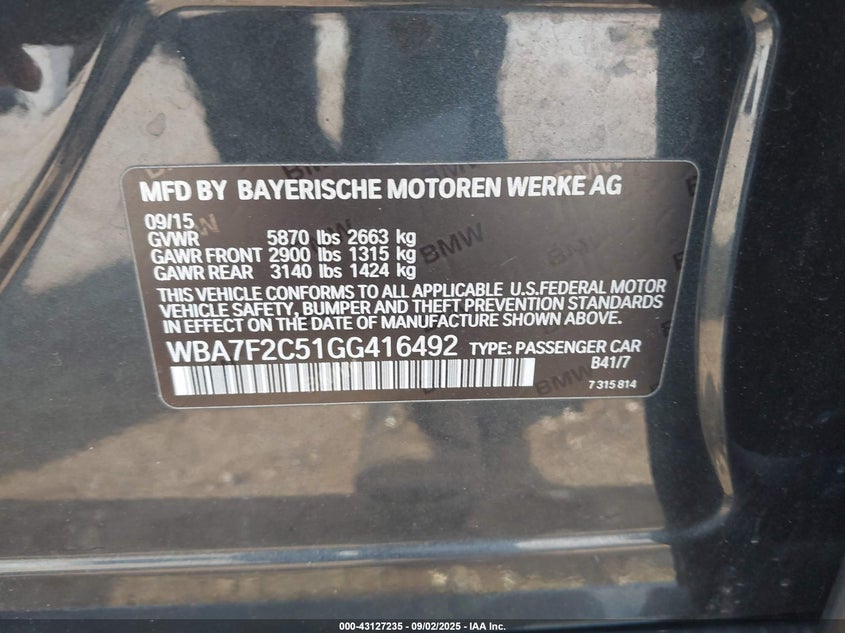 MFD BY BAYERISCHE MOTOREN WERKE AG
09/15
GVWR 5870 lbs 2663 kg
GAWR FRONT 2900 lbs 1315 kg
GAWR REAR 3140 lbs 1424 kg
THIS VEHICLE CONFORMS TO ALL APPLICABLE U.S.FEDERAL MOTOR
VEHICLE SAFETY, BUMPER AND THEFT PREVENTION STANDARDS
IN EFFECT ON THE DATE OF MANUFACTURE SHOWN ABOVE.
WBA7F2C51GG416492 TYPE: PASSENGER CAR
B41/7
7 315 814
000-43127235 - 09/02/2025 - IAA Inc.